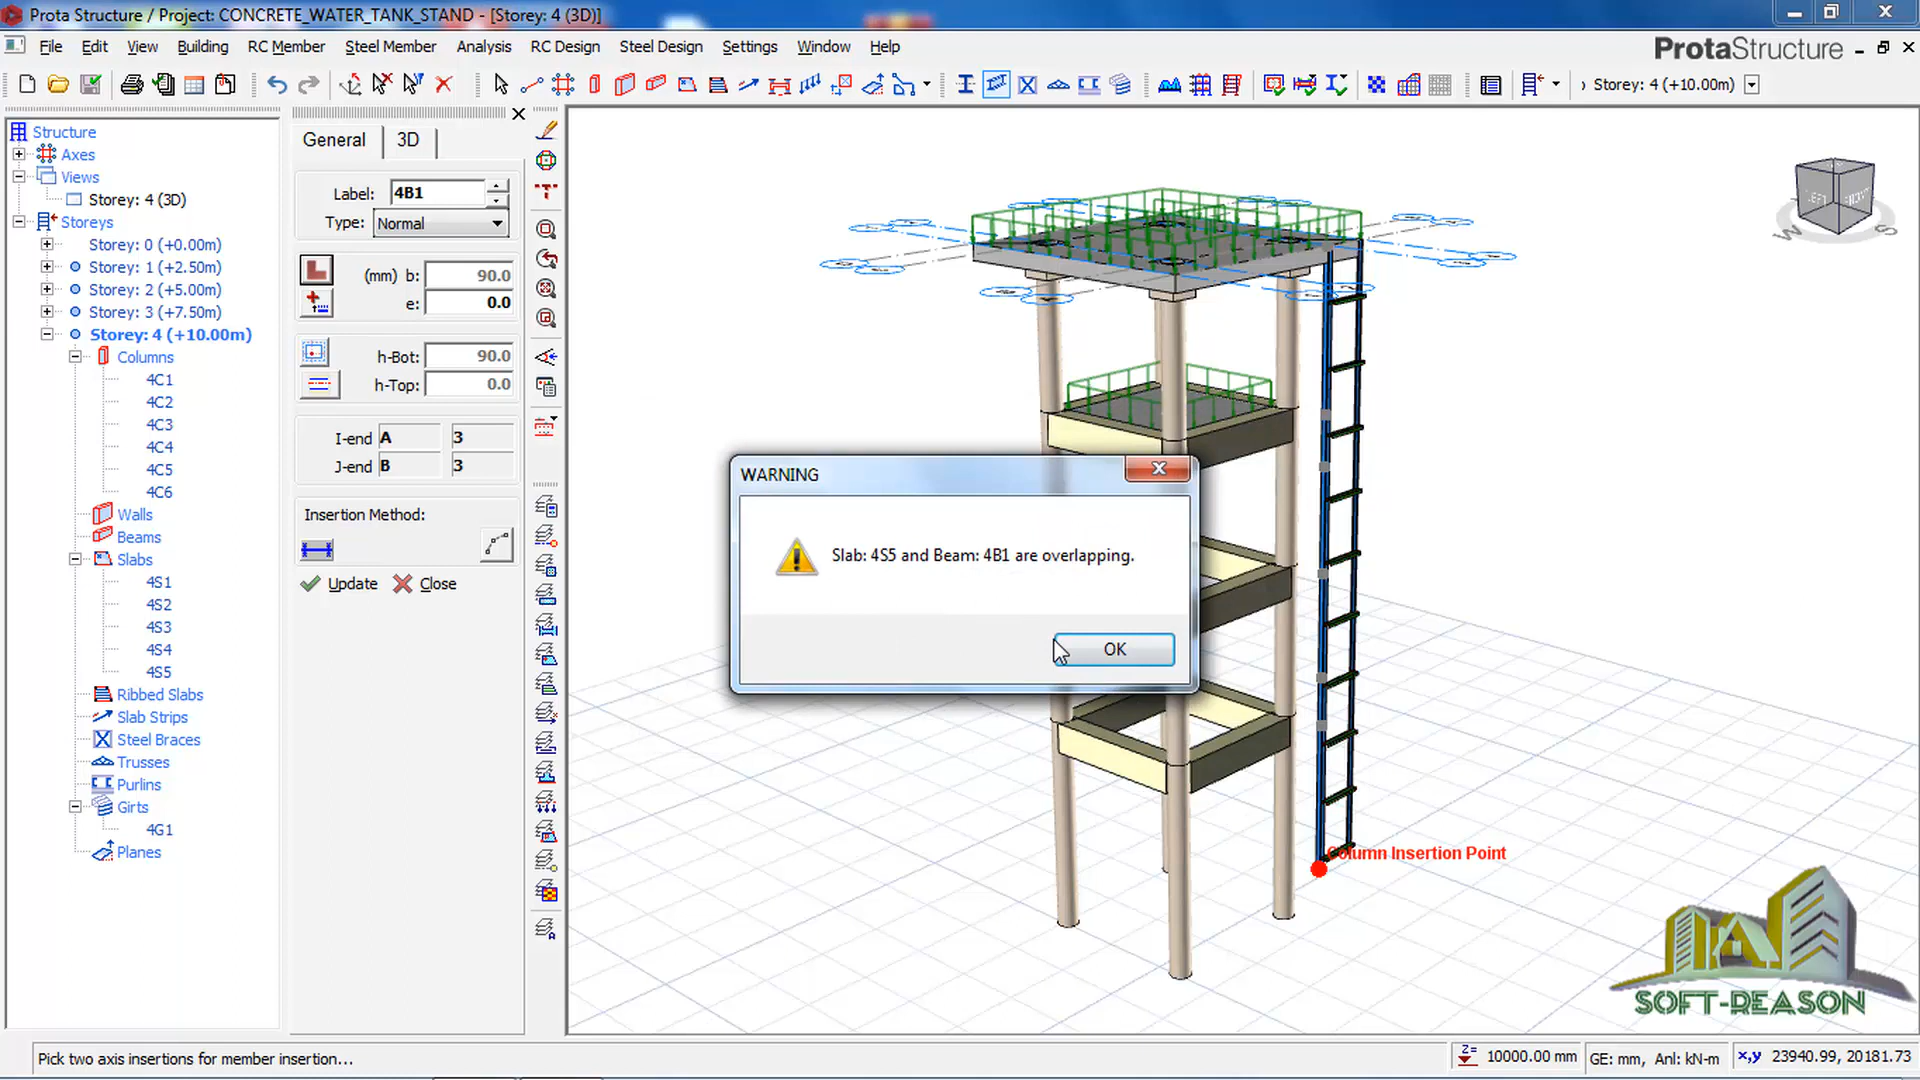 Prota Structure / Project: CONCRETE_WATER_TANK_STAND - [Storey: 4 (3D)]
File Edit View Building RC Member Steel Member Analysis RC Design Steel Design Settings Window Help
ProtaStructure
Storey: 4 (+10.00m)
Structure
Axes
Views
Storey: 4 (3D)
Storeys
Storey: 0 (+0.00m)
Storey: 1 (+2.50m)
Storey: 2 (+5.00m)
Storey: 3 (+7.50m)
Storey: 4 (+10.00m)
Columns
4C1
4C2
4C3
4C4
4C5
4C6
Walls
Beams
Slabs
4S1
4S2
4S3
4S4
4S5
Ribbed Slabs
Slab Strips
Steel Braces
Trusses
Purlins
Girts
4G1
Planes
General 3D
Label: 4B1
Type: Normal
(mm) b: 90.0
e: 0.0
h-Bot: 90.0
h-Top: 0.0
I-end A 3
J-end B 3
Insertion Method:
Update Close
WARNING
Slab: 4S5 and Beam: 4B1 are overlapping.
OK
LEFT
W
S
Column Insertion Point
SOFT-REASON
Pick two axis insertions for member insertion...
Z= 10000.00 mm
GE: mm, Anl: kN-m
x,y 23940.99, 20181.73